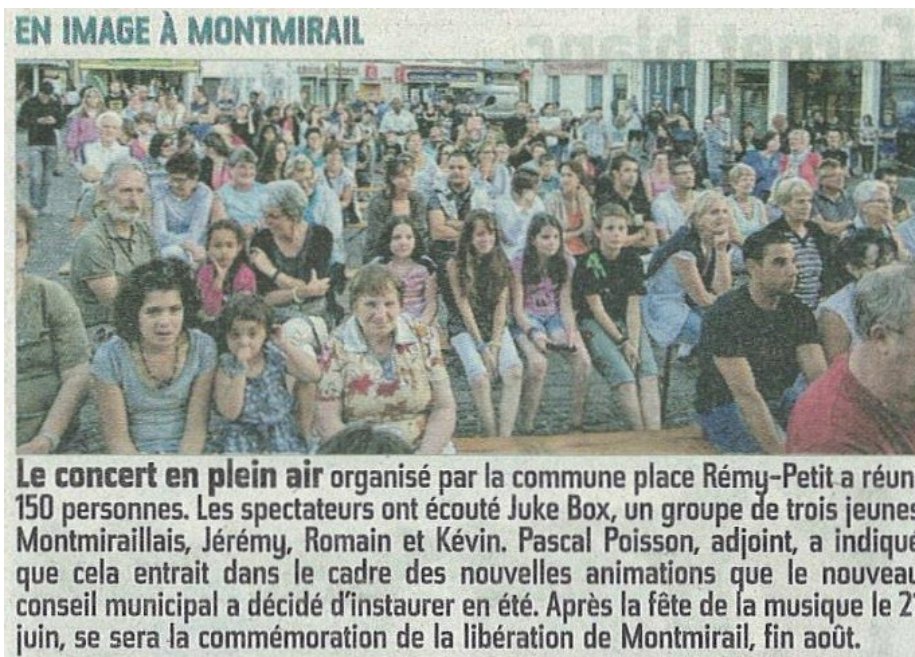 EN IMAGE À MONTMIRAIL
Le concert en plein air organisé par la commune place Rémy-Petit a réun
150 personnes. Les spectateurs ont écouté Juke Box, un groupe de trois jeunes
Montmiraillais, Jérémy, Romain et Kévin. Pascal Poisson, adjoint, a indiqué
que cela entrait dans le cadre des nouvelles animations que le nouveau
conseil municipal a décidé d'instaurer en été. Après la fête de la musique le 21
juin, se sera la commémoration de la libération de Montmirail, fin août.